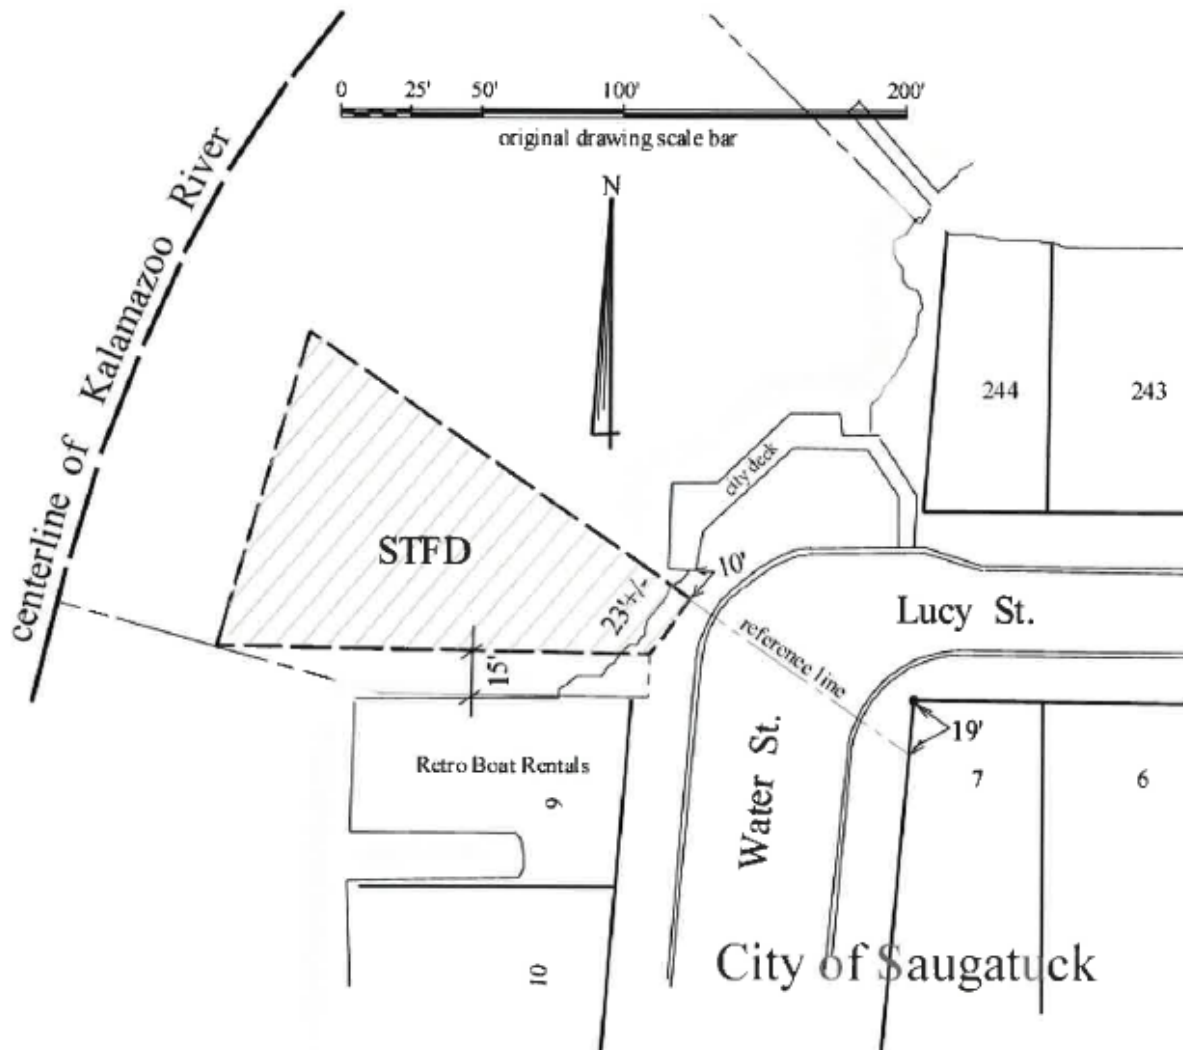 0 25' 50' 100' 200'
original drawing scale bar
N
centerline of Kalamazoo River
244
243
city deck
STFD
10'
23'+/-
Lucy St.
reference line
15'
19'
Retro Boat Rentals
9
7
6
Water St.
City of Saugatuck
10